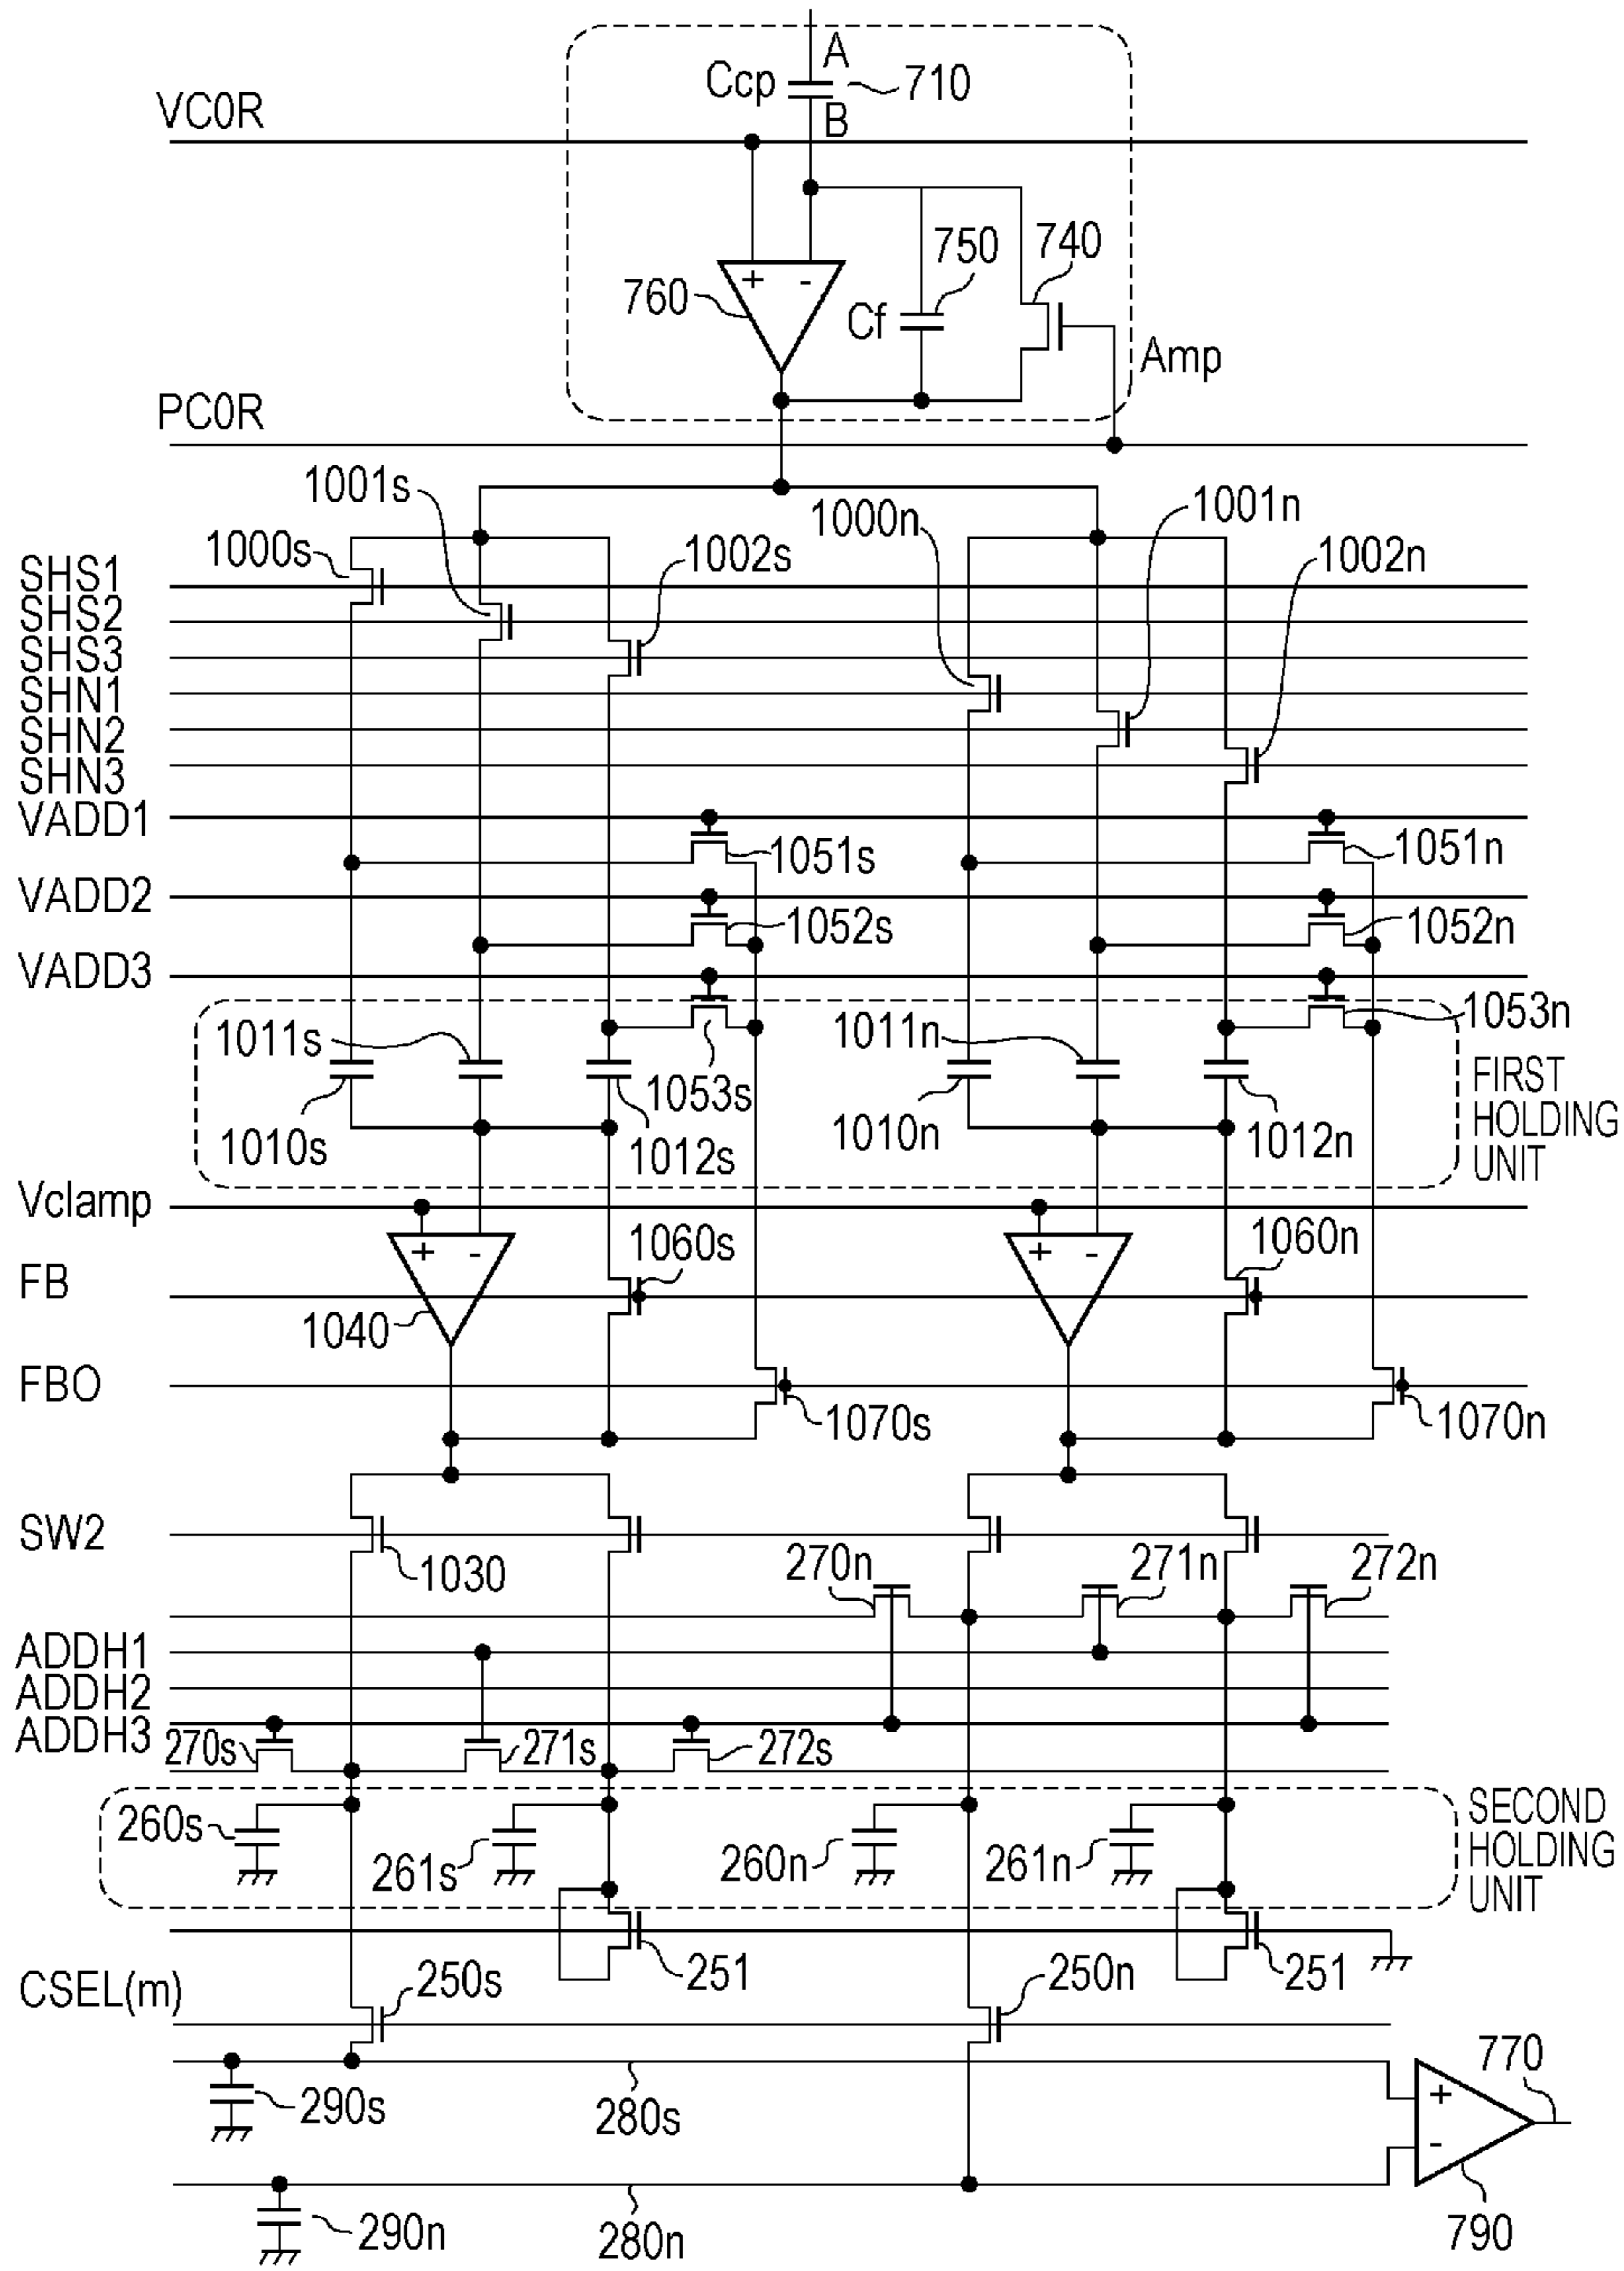 A
Ccp
710
VC0R
B
750
740
+
-
760
Cf
Amp
PC0R
1001s
1000n
1001n
1000s
1002s
1002n
SHS1
SHS2
SHS3
SHN1
SHN2
SHN3
VADD1
1051s
1051n
VADD2
1052s
1052n
VADD3
1053n
1011s
1011n
1053s
FIRST
HOLDING
UNIT
1010s
1012s
1010n
1012n
Vclamp
+
-
1060s
+
-
1060n
FB
1040
FBO
1070s
1070n
SW2
1030
270n
271n
272n
ADDH1
ADDH2
ADDH3
270s
271s
272s
SECOND
HOLDING
UNIT
260s
261s
260n
261n
251
251
CSEL(m)
250s
250n
770
290s
280s
+
-
290n
280n
790